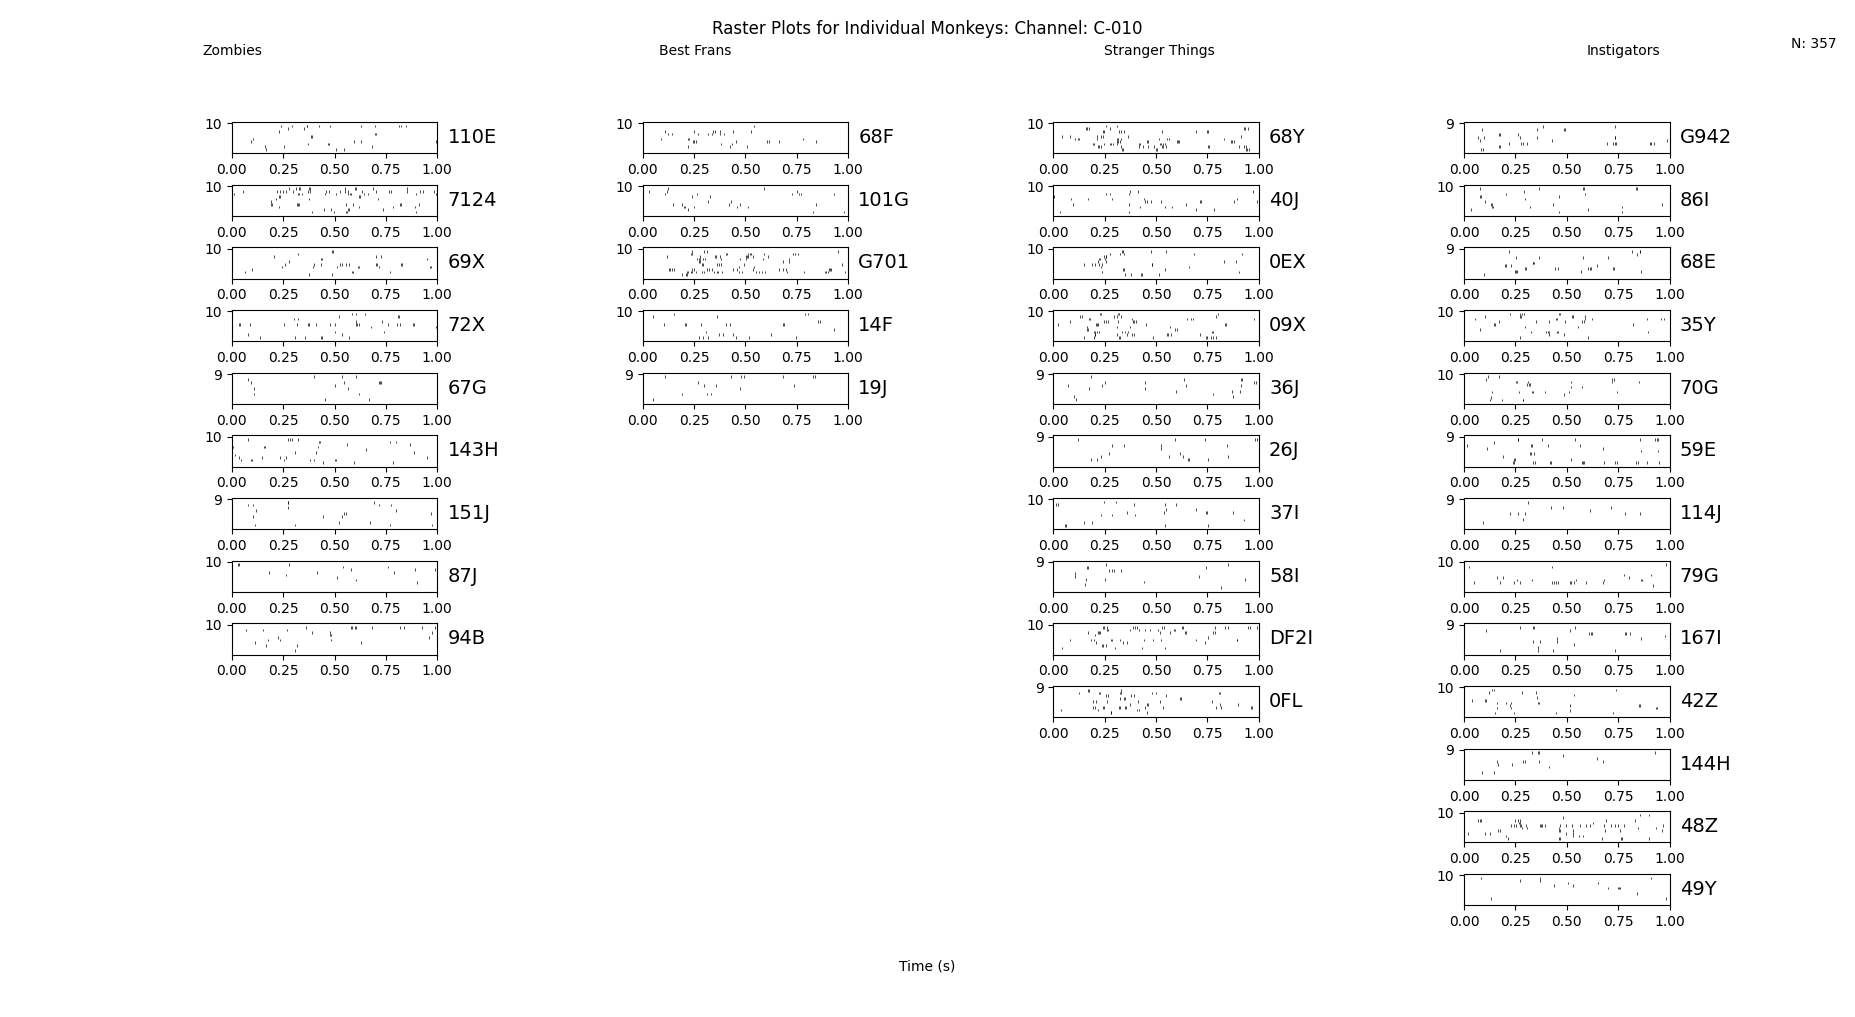 Raster Plots for Individual Monkeys: Channel: C-010
Zombies Best Frans Stranger Things Instigators N: 357
10 110E 10 68F 10 68Y 9 G942
0.00 0.25 0.50 0.75 1.00 0.00 0.25 0.50 0.75 1.00 0.00 0.25 0.50 0.75 1.00 0.00 0.25 0.50 0.75 1.00
10 7124 10 101G 10 40J 10 86I
0.00 0.25 0.50 0.75 1.00 0.00 0.25 0.50 0.75 1.00 0.00 0.25 0.50 0.75 1.00 0.00 0.25 0.50 0.75 1.00
10 69X 10 G701 10 0EX 9 68E
0.00 0.25 0.50 0.75 1.00 0.00 0.25 0.50 0.75 1.00 0.00 0.25 0.50 0.75 1.00 0.00 0.25 0.50 0.75 1.00
10 72X 10 14F 10 09X 10 35Y
0.00 0.25 0.50 0.75 1.00 0.00 0.25 0.50 0.75 1.00 0.00 0.25 0.50 0.75 1.00 0.00 0.25 0.50 0.75 1.00
9 67G 9 19J 9 36J 10 70G
0.00 0.25 0.50 0.75 1.00 0.00 0.25 0.50 0.75 1.00 0.00 0.25 0.50 0.75 1.00 0.00 0.25 0.50 0.75 1.00
10 143H 9 26J 9 59E
0.00 0.25 0.50 0.75 1.00 0.00 0.25 0.50 0.75 1.00 0.00 0.25 0.50 0.75 1.00
9 151J 10 37I 9 114J
0.00 0.25 0.50 0.75 1.00 0.00 0.25 0.50 0.75 1.00 0.00 0.25 0.50 0.75 1.00
10 87J 9 58I 10 79G
0.00 0.25 0.50 0.75 1.00 0.00 0.25 0.50 0.75 1.00 0.00 0.25 0.50 0.75 1.00
10 94B 10 DF2I 9 167I
0.00 0.25 0.50 0.75 1.00 0.00 0.25 0.50 0.75 1.00 0.00 0.25 0.50 0.75 1.00
9 0FL 10 42Z
0.00 0.25 0.50 0.75 1.00 0.00 0.25 0.50 0.75 1.00
9 144H
0.00 0.25 0.50 0.75 1.00
10 48Z
0.00 0.25 0.50 0.75 1.00
10 49Y
0.00 0.25 0.50 0.75 1.00
Time (s)